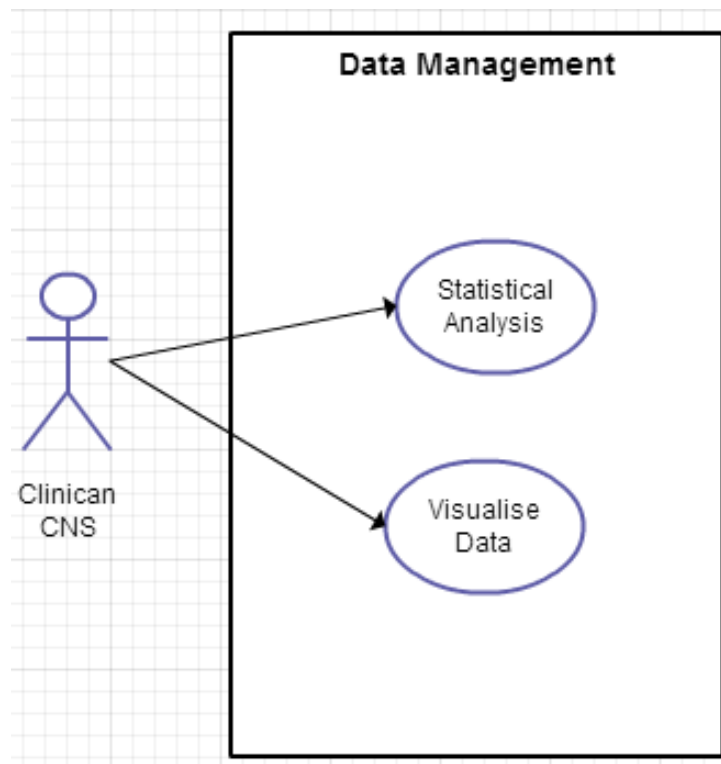 Data Management
Statistical
Analysis
Clinican
CNS
Visualise
Data